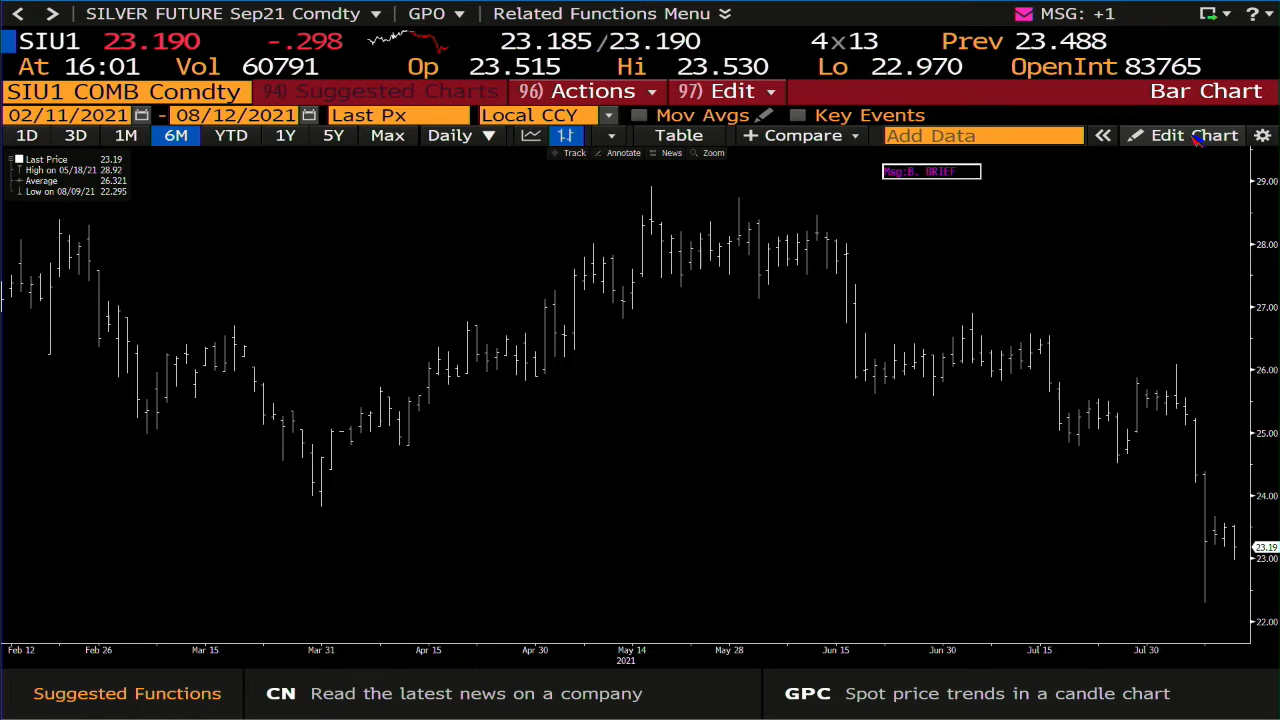 SILVER FUTURE Sep21 Comdty GPO Related Functions Menu MSG: +1 ?
SIU1 23.190 -.298 23.185/23.190 4x13 Prev 23.488
At 16:01 Vol 60791 Op 23.515 Hi 23.530 Lo 22.970 OpenInt 83765
SIU1 COMB Comdty 94) Suggested Charts 96) Actions 97) Edit Bar Chart
02/11/2021 - 08/12/2021 Last Px Local CCY Mov Avgs Key Events
1D 3D 1M 6M YTD 1Y 5Y Max Daily ▼ Table + Compare Add Data « Edit Chart
Track Annotate News Zoom
Last Price 23.19
High on 05/18/21 28.92
Average 26.321
Low on 08/09/21 22.295
Msg:B. BRIEF
29.00
28.00
27.00
26.00
25.00
24.00
23.19
23.00
22.00
Feb 12 Feb 26 Mar 15 Mar 31 Apr 15 Apr 30 May 14 May 28 Jun 15 Jun 30 Jul 15 Jul 30
2021
Suggested Functions CN Read the latest news on a company GPC Spot price trends in a candle chart